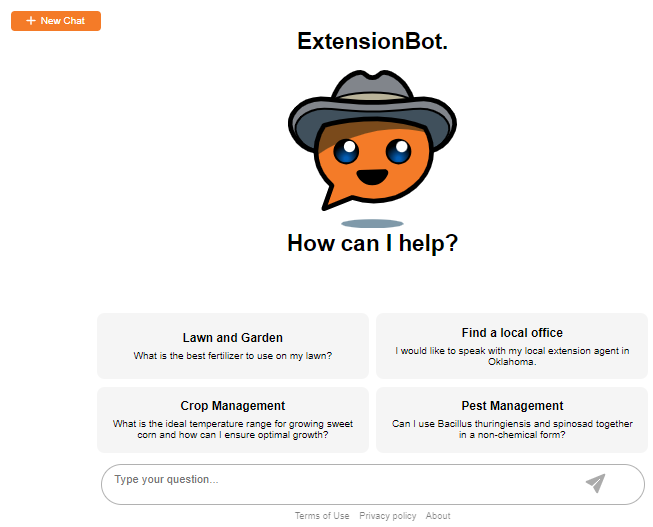 + New Chat
ExtensionBot.
How can I help?
Lawn and Garden
What is the best fertilizer to use on my lawn?
Find a local office
I would like to speak with my local extension agent in
Oklahoma.
Crop Management
What is the ideal temperature range for growing sweet
corn and how can I ensure optimal growth?
Pest Management
Can I use Bacillus thuringiensis and spinosad together
in a non-chemical form?
Type your question...
Terms of Use Privacy policy About